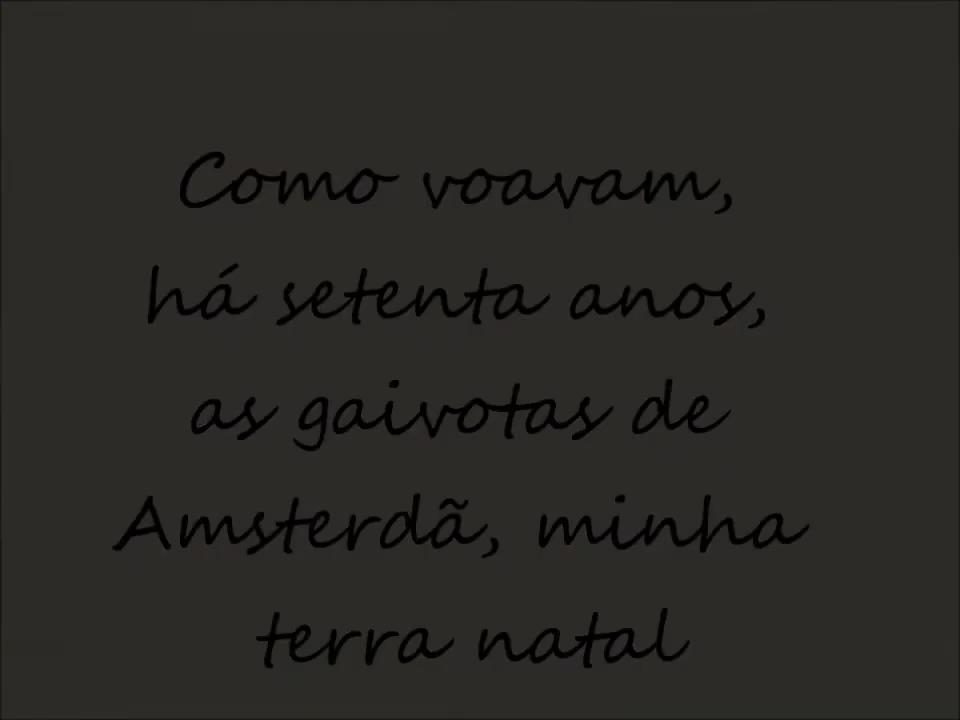 Como voavam,
há setenta anos,
as gaivotas de
Amsterdã, minha
terra natal